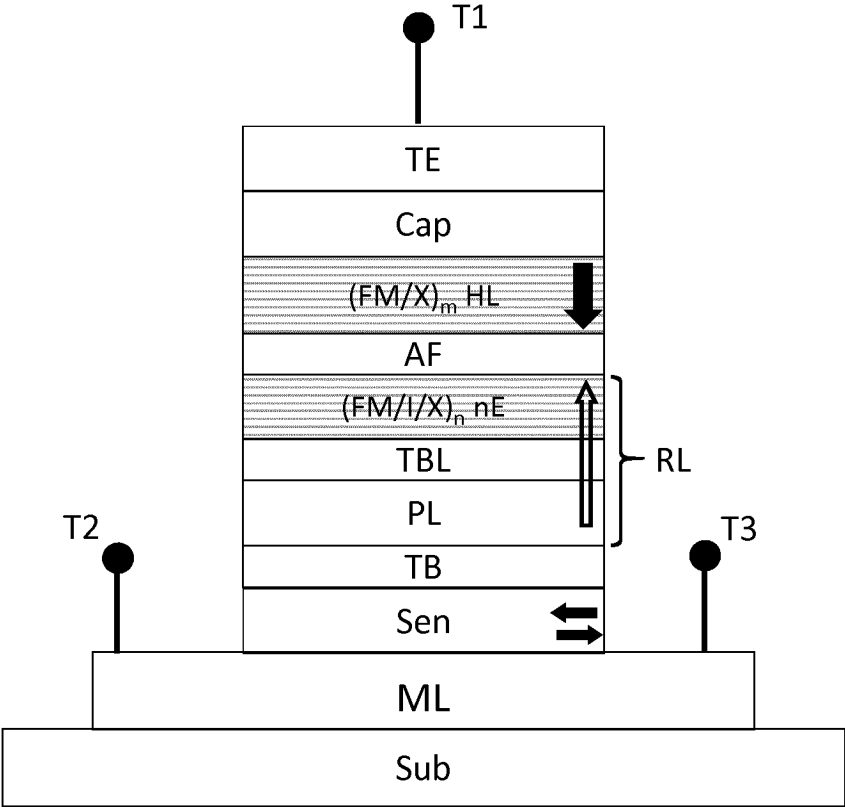 T1
TE
Cap
(FM/X)m HL
AF
(FM/I/X)n nE
TBL
RL
PL
T2
T3
TB
Sen
ML
Sub